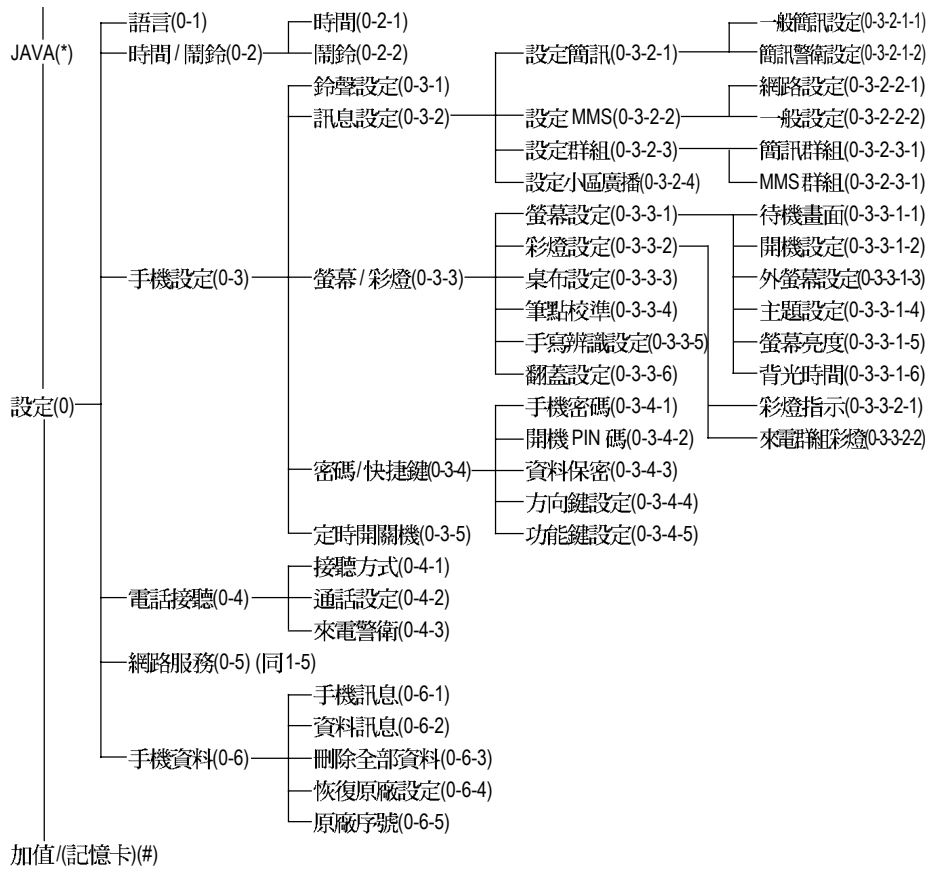 語言(0-1)
時間(0-2-1)
一般簡訊設定(0-3-2-1-1)
JAVA(*)
時間/鬧鈴(0-2)
鬧鈴(0-2-2)
設定簡訊(0-3-2-1)
簡訊警衛設定(0-3-2-1-2)
鈴聲設定(0-3-1)
網路設定(0-3-2-2-1)
訊息設定(0-3-2)
設定 MMS(0-3-2-2)
一般設定(0-3-2-2-2)
設定群組(0-3-2-3)
簡訊群組(0-3-2-3-1)
設定小區廣播(0-3-2-4)
MMS群組(0-3-2-3-1)
螢幕設定(0-3-3-1)
待機畫面(0-3-3-1-1)
彩燈設定(0-3-3-2)
開機設定(0-3-3-1-2)
手機設定(0-3)
螢幕/彩燈(0-3-3)
桌布設定(0-3-3-3)
外螢幕設定(0-3-3-1-3)
筆點校準(0-3-3-4)
主題設定(0-3-3-1-4)
手寫辨識設定(0-3-3-5)
螢幕亮度(0-3-3-1-5)
翻蓋設定(0-3-3-6)
背光時間(0-3-3-1-6)
設定(0)
手機密碼(0-3-4-1)
彩燈指示(0-3-3-2-1)
開機 PIN 碼(0-3-4-2)
來電群組彩燈(0-3-3-2-2)
密碼/快捷鍵(0-3-4)
資料保密(0-3-4-3)
方向鍵設定(0-3-4-4)
定時開關機(0-3-5)
功能鍵設定(0-3-4-5)
接聽方式(0-4-1)
電話接聽(0-4)
通話設定(0-4-2)
來電警衛(0-4-3)
網路服務(0-5) (同1-5)
手機訊息(0-6-1)
資料訊息(0-6-2)
手機資料(0-6)
刪除全部資料(0-6-3)
恢復原廠設定(0-6-4)
原廠序號(0-6-5)
加值/(記憶卡)(#)